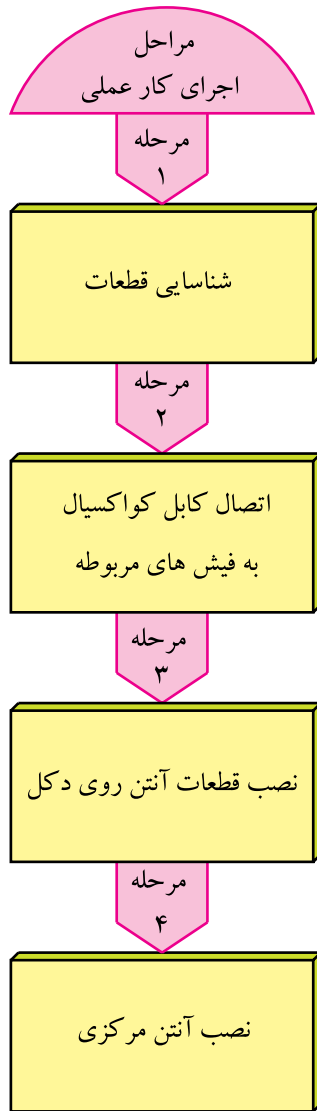 مراحل
اجرای کار عملی
مرحله
۱
شناسایی قطعات
مرحله
۲
اتصال کابل کواکسیال
به فیش های مربوطه
مرحله
۳
نصب قطعات آنتن روی دکل
مرحله
۴
نصب آنتن مرکزی